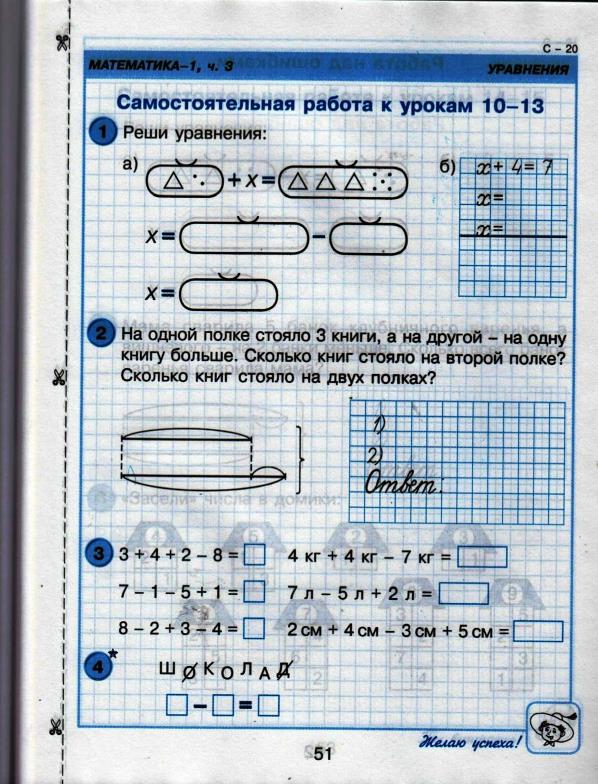 С – 20
МАТЕМАТИКА–1, ч. 3 УРАВНЕНИЯ
Самостоятельная работа к урокам 10–13
1 Реши уравнения:
а) + x = б) x + 4 = 7
x =
x = –
x =
x =
2 На одной полке стояло 3 книги, а на другой – на одну
книгу больше. Сколько книг стояло на второй полке?
Сколько книг стояло на двух полках?
1)
2)
Ответ:
3 3 + 4 + 2 – 8 = 4 кг + 4 кг – 7 кг =
7 – 1 – 5 + 1 = 7 л – 5 л + 2 л =
8 – 2 + 3 – 4 = 2 см + 4 см – 3 см + 5 см =
4* Ш О К О Л А Д
– =
Желаю успеха!
51